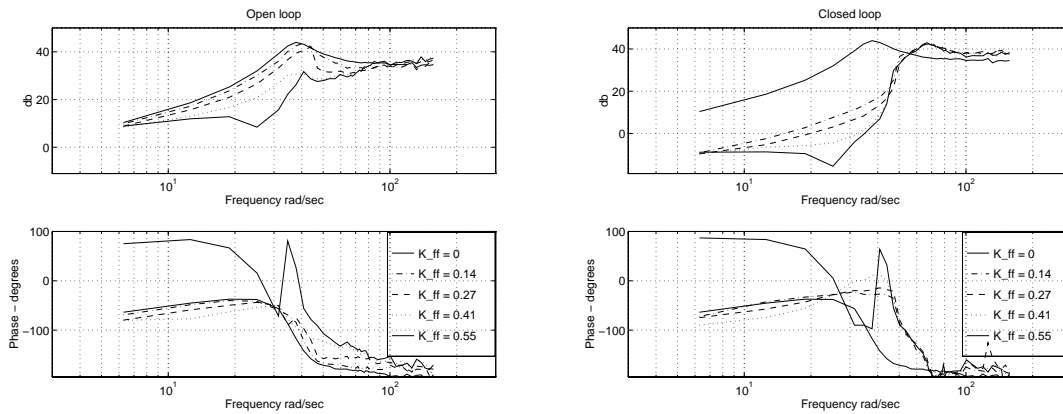 Open loop
db
40
20
0
10^1
10^2
Frequency rad/sec
Closed loop
db
40
20
0
10^1
10^2
Frequency rad/sec
Phase − degrees
100
0
−100
10^1
10^2
Frequency rad/sec
K_ff = 0
K_ff = 0.14
K_ff = 0.27
K_ff = 0.41
K_ff = 0.55
Phase − degrees
100
0
−100
10^1
10^2
Frequency rad/sec
K_ff = 0
K_ff = 0.14
K_ff = 0.27
K_ff = 0.41
K_ff = 0.55